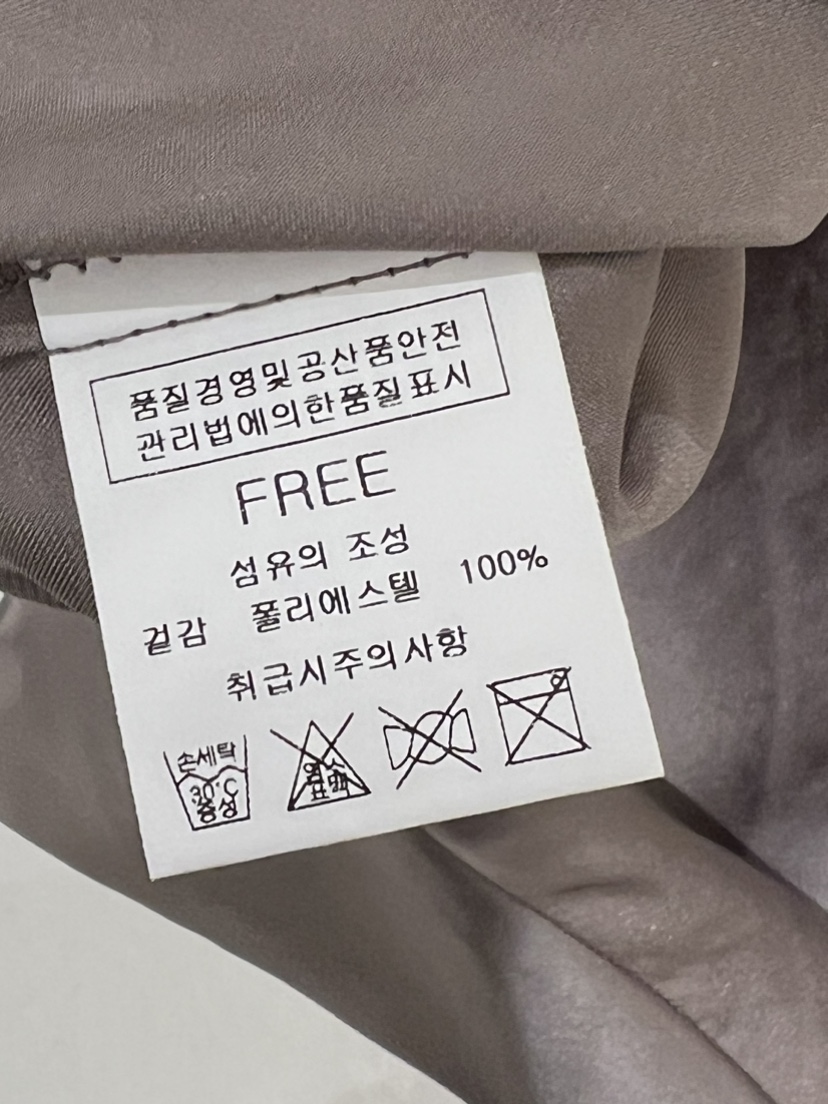 품질경영및공산품안전
관리법에의한품질표시
FREE
섬유의 조성
겉감 폴리에스텔 100%
취급시주의사항
손세탁
30°C
중성
염소
표백